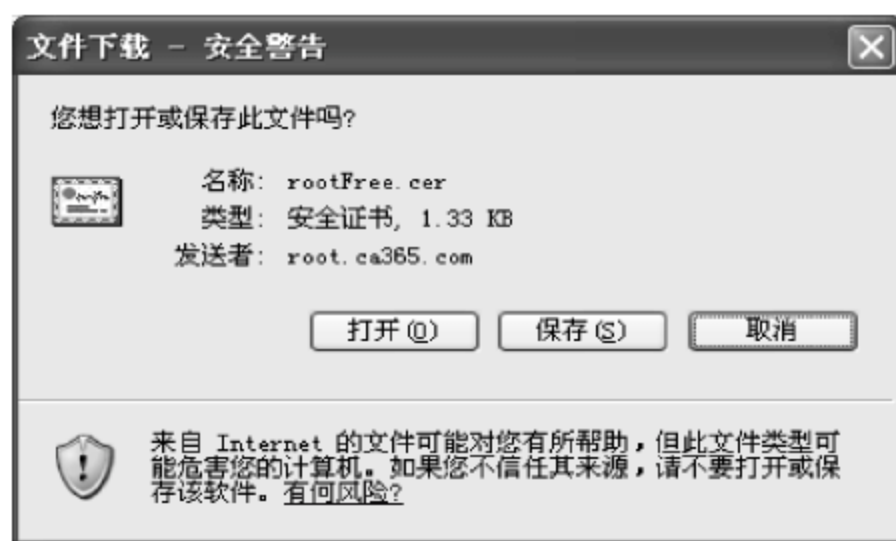 文件下载 - 安全警告
您想打开或保存此文件吗?
名称: rootFree.cer
类型: 安全证书, 1.33 KB
发送者: root.ca365.com
打开(O) 保存(S) 取消
来自 Internet 的文件可能对您有所帮助,但此文件类型可
能危害您的计算机。如果您不信任其来源,请不要打开或保
存该软件。有何风险?